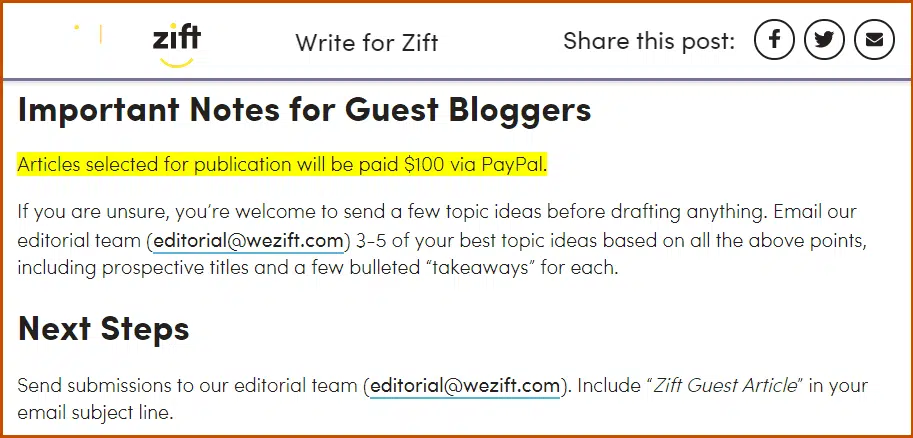 zift
Write for Zift
Share this post:
Important Notes for Guest Bloggers
Articles selected for publication will be paid $100 via PayPal.
If you are unsure, you’re welcome to send a few topic ideas before drafting anything. Email our
editorial team (editorial@wezift.com) 3-5 of your best topic ideas based on all the above points,
including prospective titles and a few bulleted “takeaways” for each.
Next Steps
Send submissions to our editorial team (editorial@wezift.com). Include “Zift Guest Article” in your
email subject line.